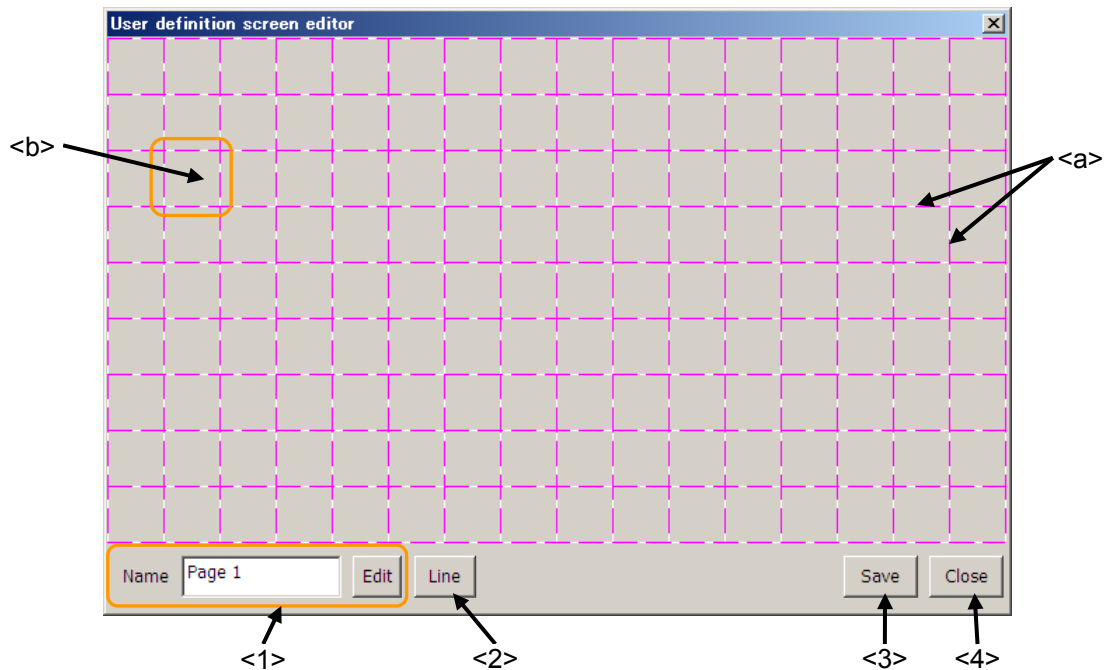 User definition screen editor
<b>
<a>
Name Page 1 Edit Line Save Close
<1> <2> <3> <4>